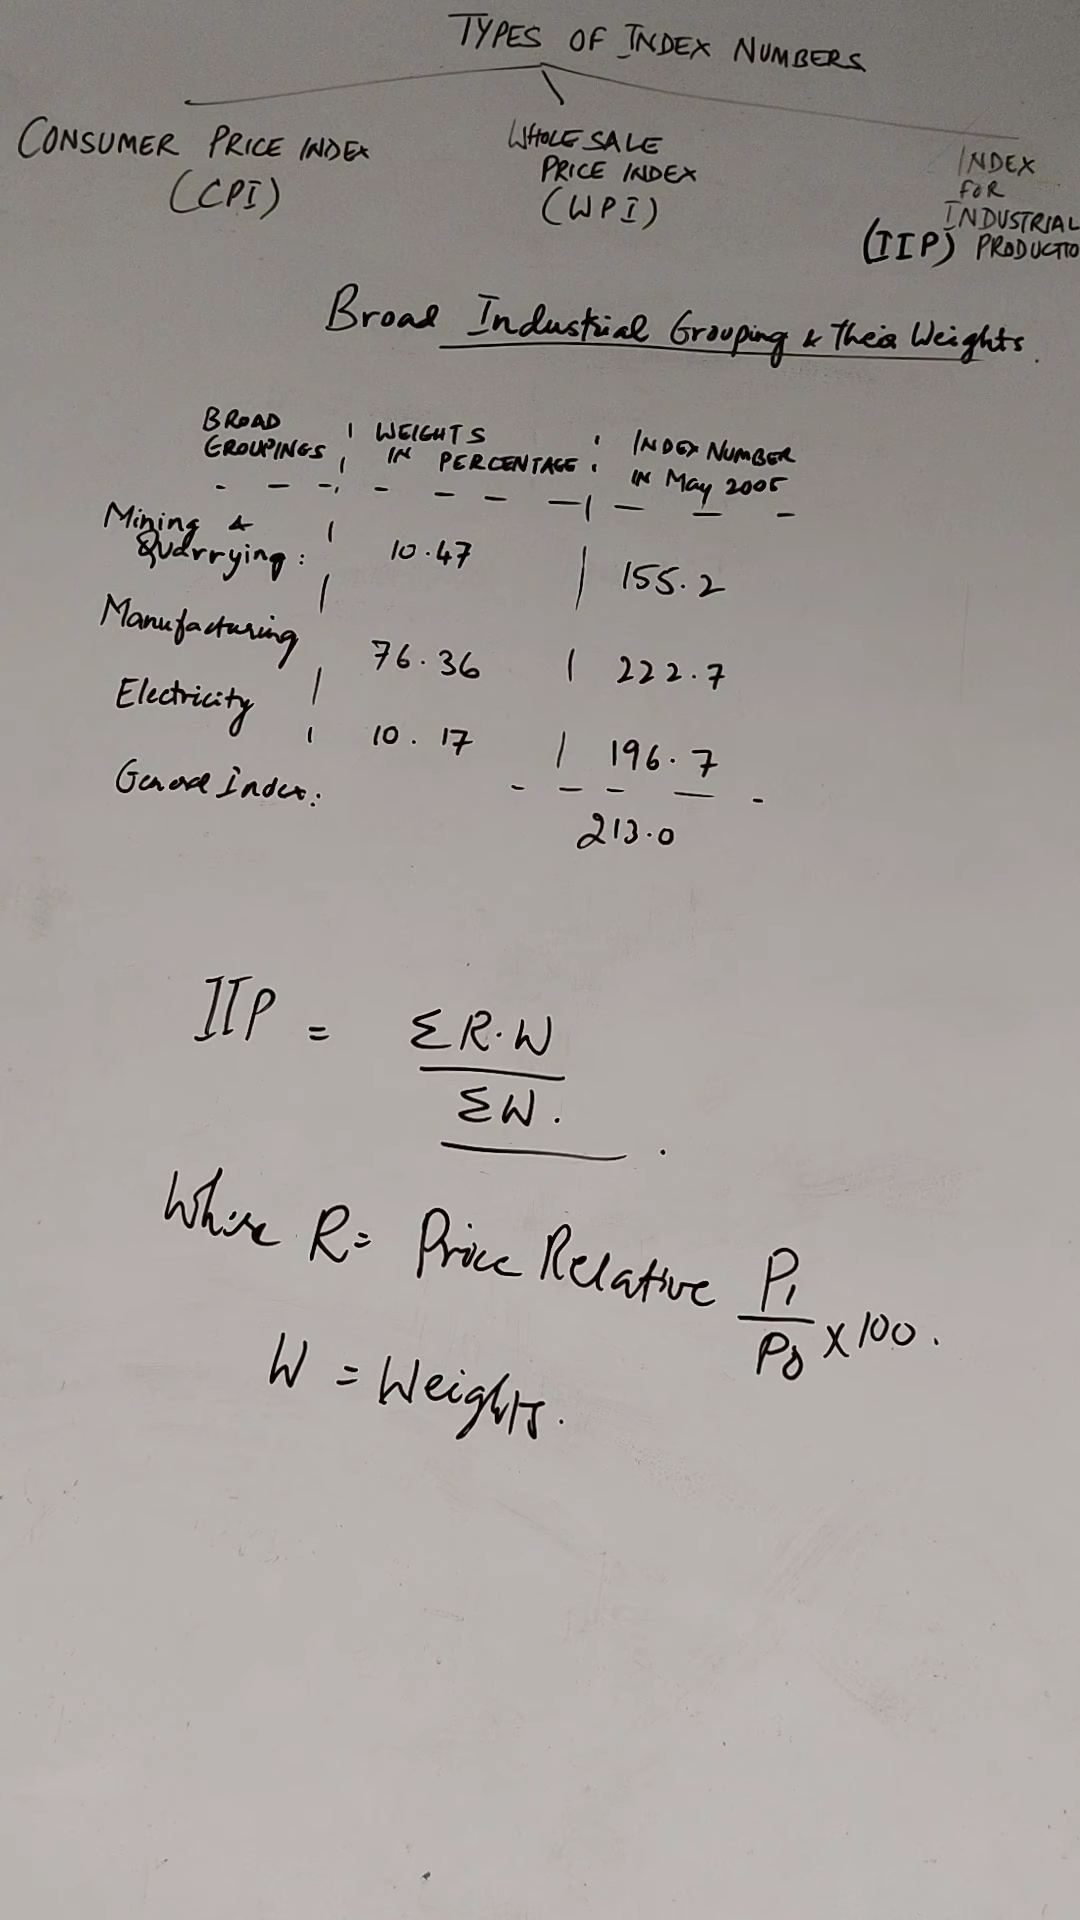 TYPES OF INDEX NUMBERS
CONSUMER PRICE INDEX
(CPI)
WHOLE SALE
PRICE INDEX
(WPI)
INDEX
FOR
INDUSTRIAL
(IIP) PRODUCTIO
Broad Industrial Grouping & Their Weights.
BROAD GROUPINGS | WEIGHTS IN PERCENTAGE | INDEX NUMBER IN May 2005
Mining & Quarrying: | 10.47 | 155.2
Manufacturing | 76.36 | 222.7
Electricity | 10.17 | 196.7
General Index: 213.0
IIP = ΣR.W
ΣW.
Where R = Price Relative P1/P0 x 100.
W = Weights.